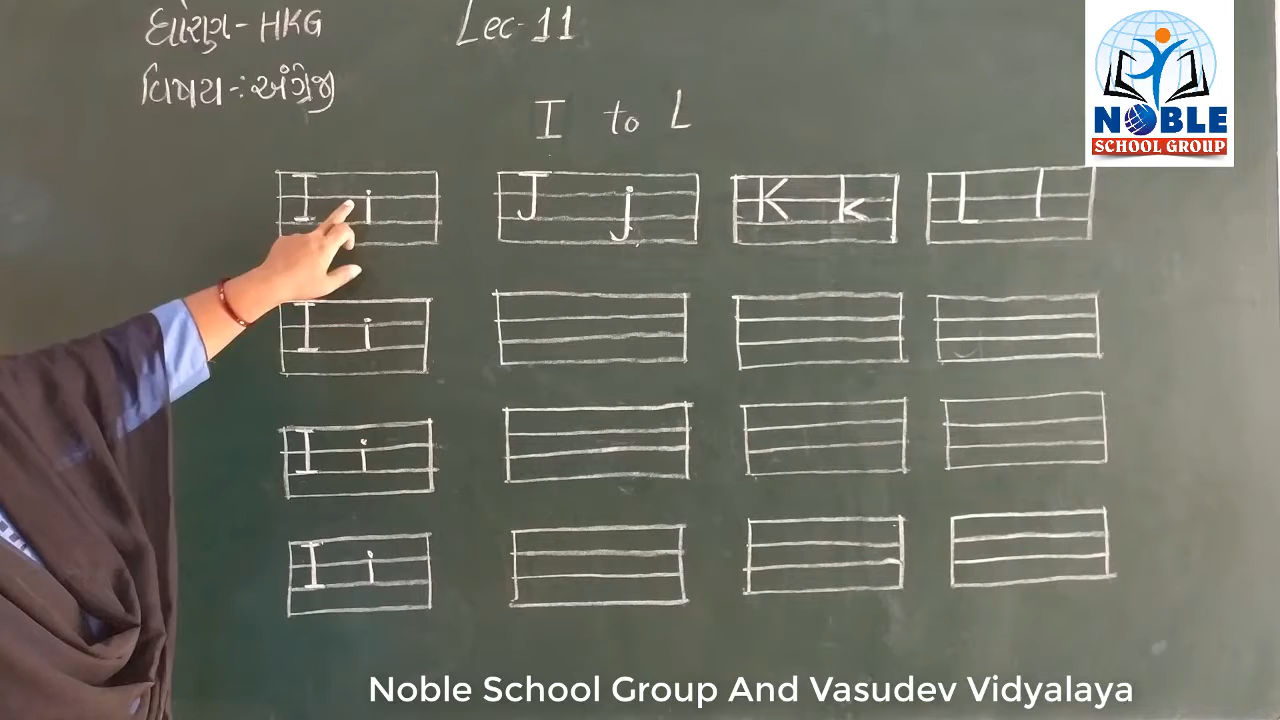 ધોરણ - HKG
Lec-11
વિષય -: અંગ્રેજી
I to L
NOBLE
SCHOOL GROUP
I i J j K k L l
I i
I i
I i
Noble School Group And Vasudev Vidyalaya